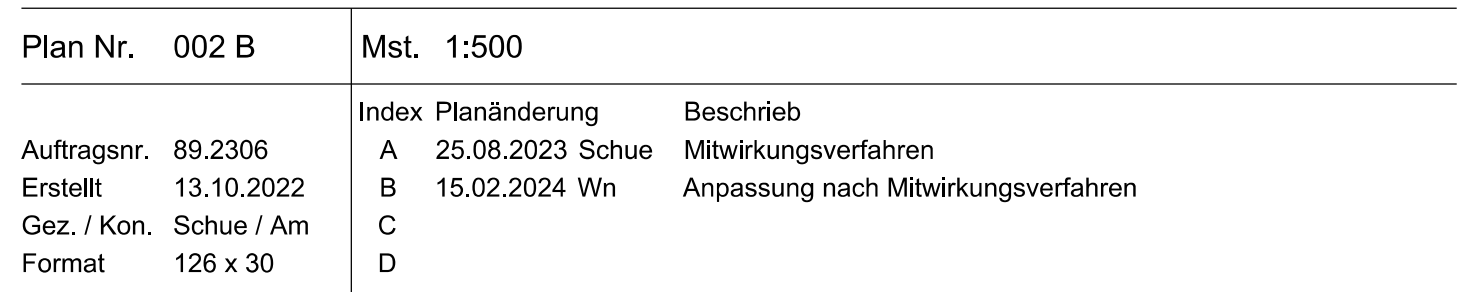 Plan Nr. 002 B Mst. 1:500
Index Planänderung Beschrieb
Auftragsnr. 89.2306 A 25.08.2023 Schue Mitwirkungsverfahren
Erstellt 13.10.2022 B 15.02.2024 Wn Anpassung nach Mitwirkungsverfahren
Gez. / Kon. Schue / Am C
Format 126 x 30 D